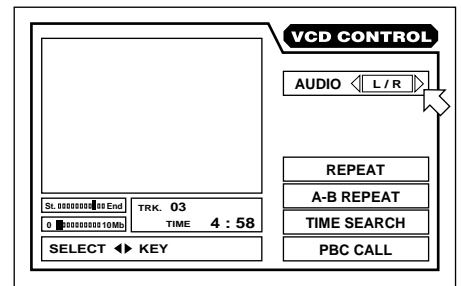 VCD CONTROL
AUDIO ◁ L / R ▷
REPEAT
A-B REPEAT
TIME SEARCH
PBC CALL
St. End
0 10Mb
TRK. 03
TIME 4 : 58
SELECT ◀▶ KEY